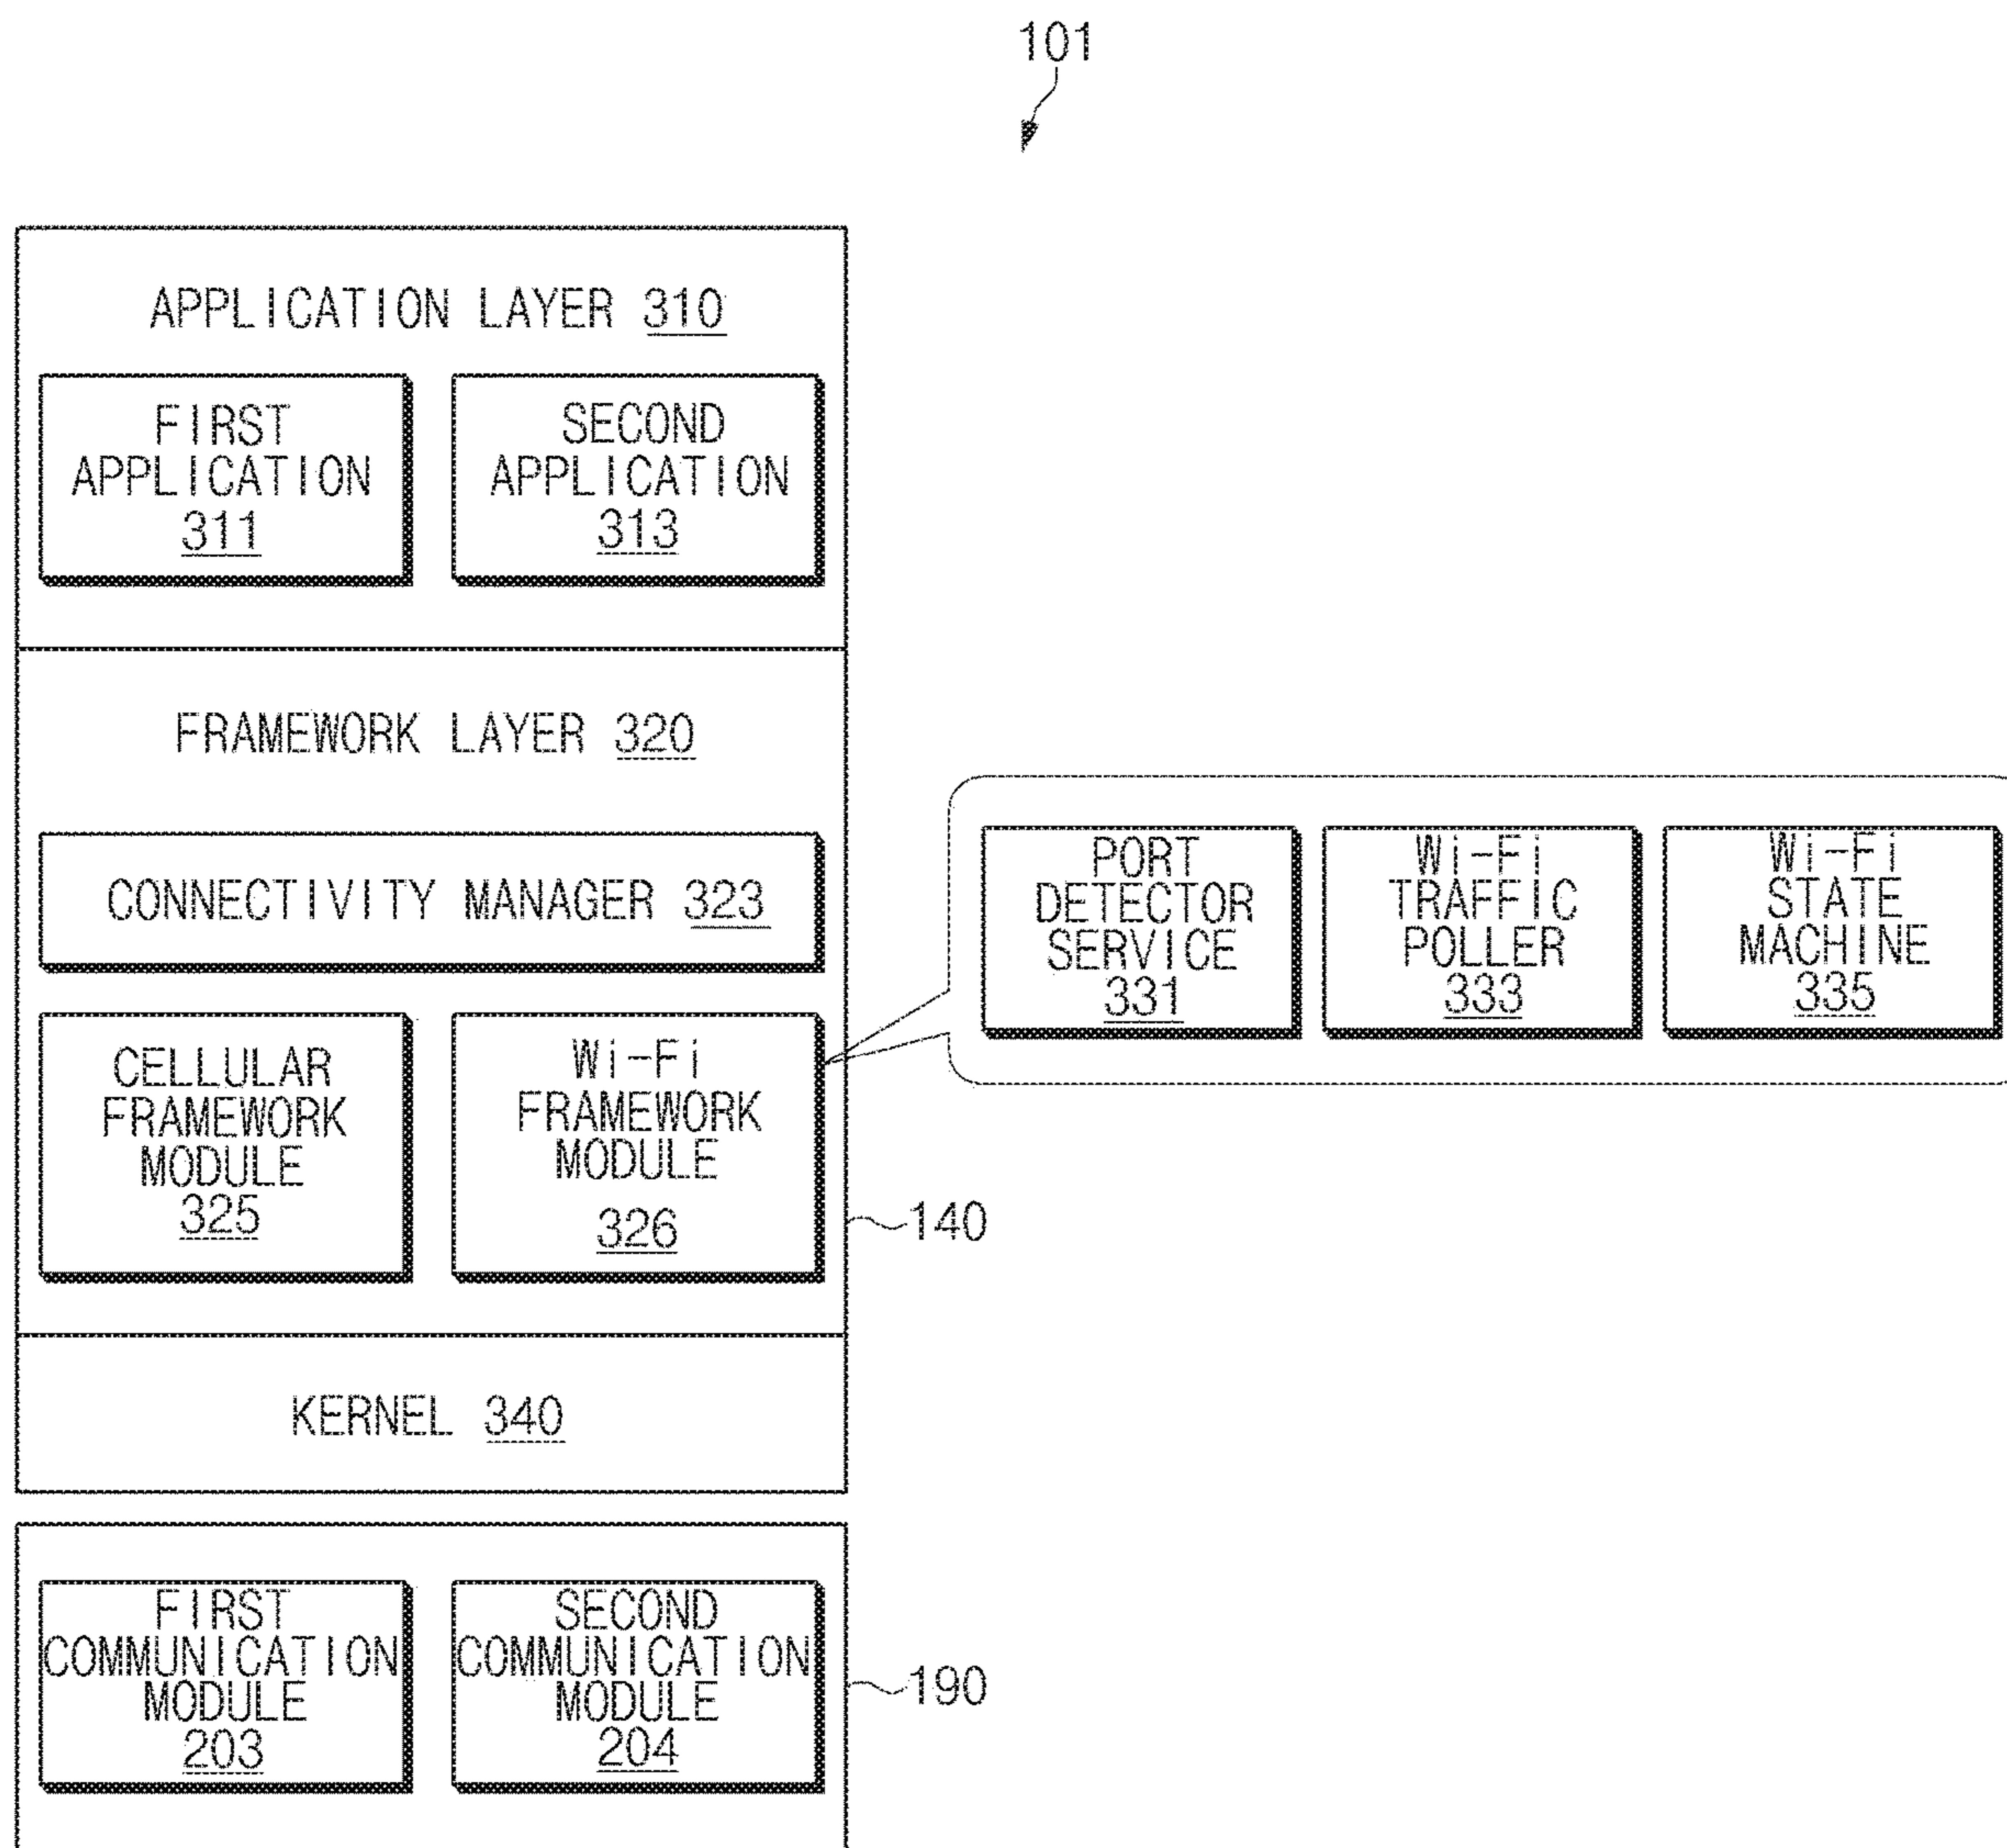 101
APPLICATION LAYER 310
FIRST
APPLICATION
311
SECOND
APPLICATION
313
FRAMEWORK LAYER 320
CONNECTIVITY MANAGER 323
CELLULAR
FRAMEWORK
MODULE
325
Wi-Fi
FRAMEWORK
MODULE
326
PORT
DETECTOR
SERVICE
331
Wi-Fi
TRAFFIC
POLLER
333
Wi-Fi
STATE
MACHINE
335
140
KERNEL 340
FIRST
COMMUNICATION
MODULE
203
SECOND
COMMUNICATION
MODULE
204
190